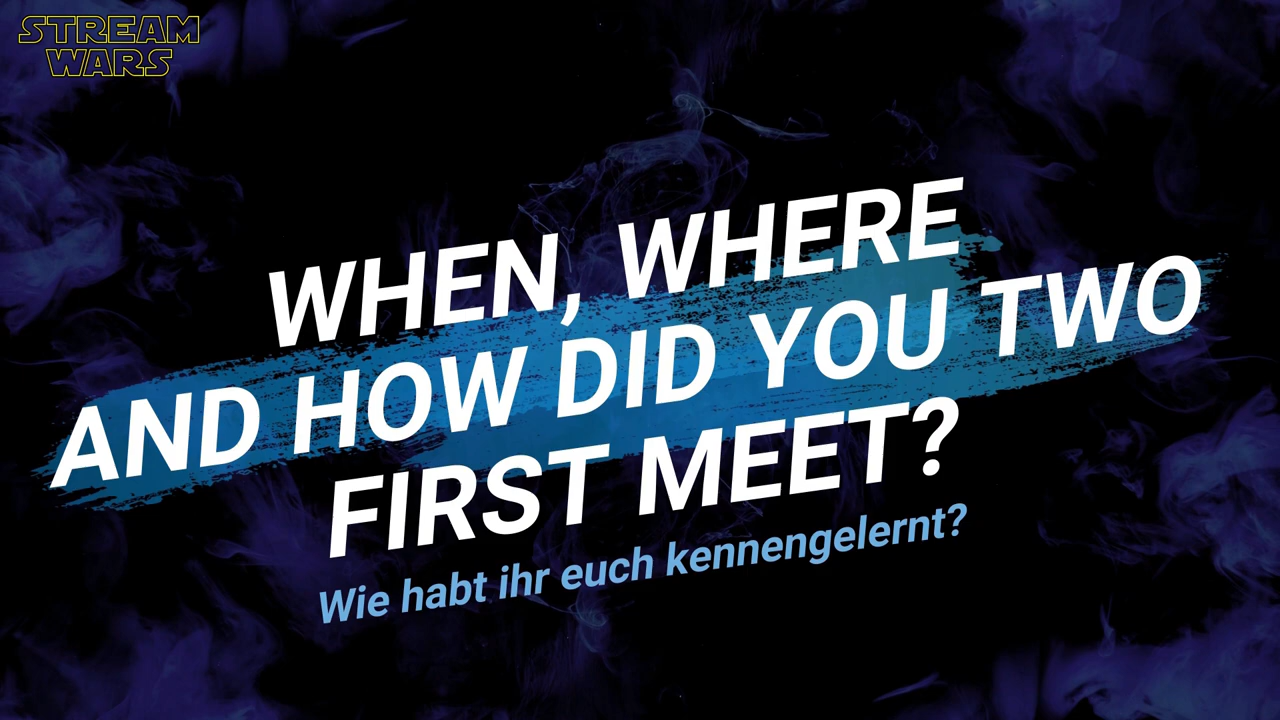 STREAM
WARS
WHEN, WHERE
AND HOW DID YOU TWO
FIRST MEET?
Wie habt ihr euch kennengelernt?